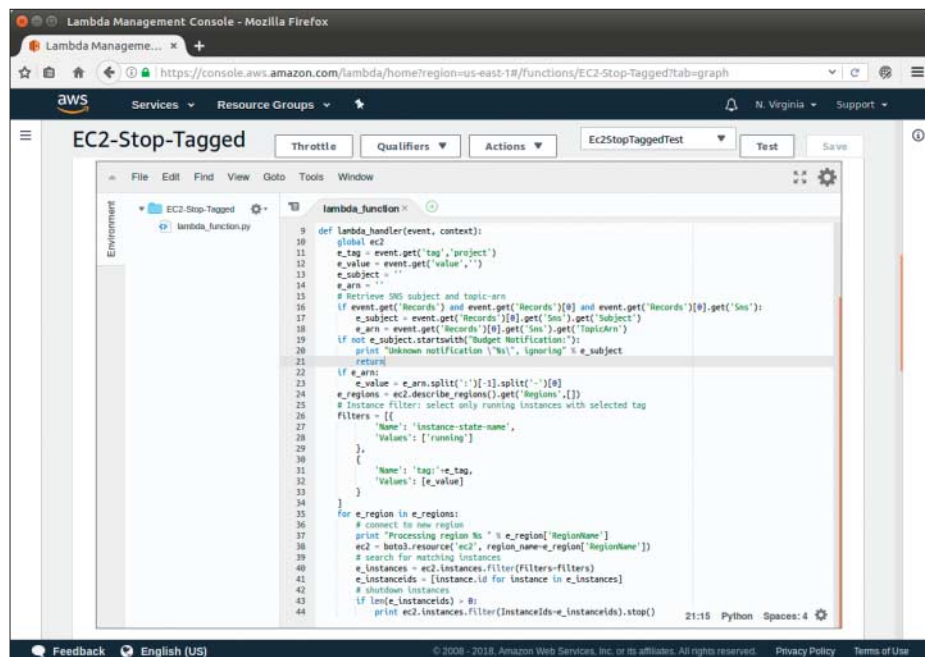 Lambda Management Console - Mozilla Firefox
Lambda Manageme... × +
https://console.aws.amazon.com/lambda/home?region=us-east-1#/functions/EC2-Stop-Tagged?tab=graph
aws Services Resource Groups N. Virginia Support
EC2-Stop-Tagged Throttle Qualifiers Actions Ec2StopTaggedTest Test Save
File Edit Find View Goto Tools Window
Environment
EC2-Stop-Tagged
lambda_function.py
lambda_function ×
9 def lambda_handler(event, context):
10 global ec2
11 e_tag = event.get('tag','project')
12 e_value = event.get('value','')
13 e_subject = ''
14 e_arn = ''
15 # Retrieve SNS subject and topic-arn
16 if event.get('Records') and event.get('Records')[0] and event.get('Records')[0].get('Sns'):
17 e_subject = event.get('Records')[0].get('Sns').get('Subject')
18 e_arn = event.get('Records')[0].get('Sns').get('TopicArn')
19 if not e_subject.startswith("Budget Notification:"):
20 print "Unknown notification \"%s\", ignoring" % e_subject
21 return
22 if e_arn:
23 e_value = e_arn.split(':')[-1].split('-')[0]
24 e_regions = ec2.describe_regions().get('Regions',[])
25 # Instance filter: select only running instances with selected tag
26 filters = [{
27 'Name': 'instance-state-name',
28 'Values': ['running']
29 },
30 {
31 'Name': 'tag:'+e_tag,
32 'Values': [e_value]
33 }
34 ]
35 for e_region in e_regions:
36 # connect to new region
37 print "Processing region %s " % e_region['RegionName']
38 ec2 = boto3.resource('ec2', region_name=e_region['RegionName'])
39 # search for matching instances
40 e_instances = ec2.instances.filter(Filters=filters)
41 e_instanceids = [instance.id for instance in e_instances]
42 # shutdown instances
43 if len(e_instanceids) > 0:
44 print ec2.instances.filter(InstanceIds=e_instanceids).stop()
21:15 Python Spaces: 4
Feedback English (US) © 2008 - 2018, Amazon Web Services, Inc. or its affiliates. All rights reserved. Privacy Policy Terms of Use